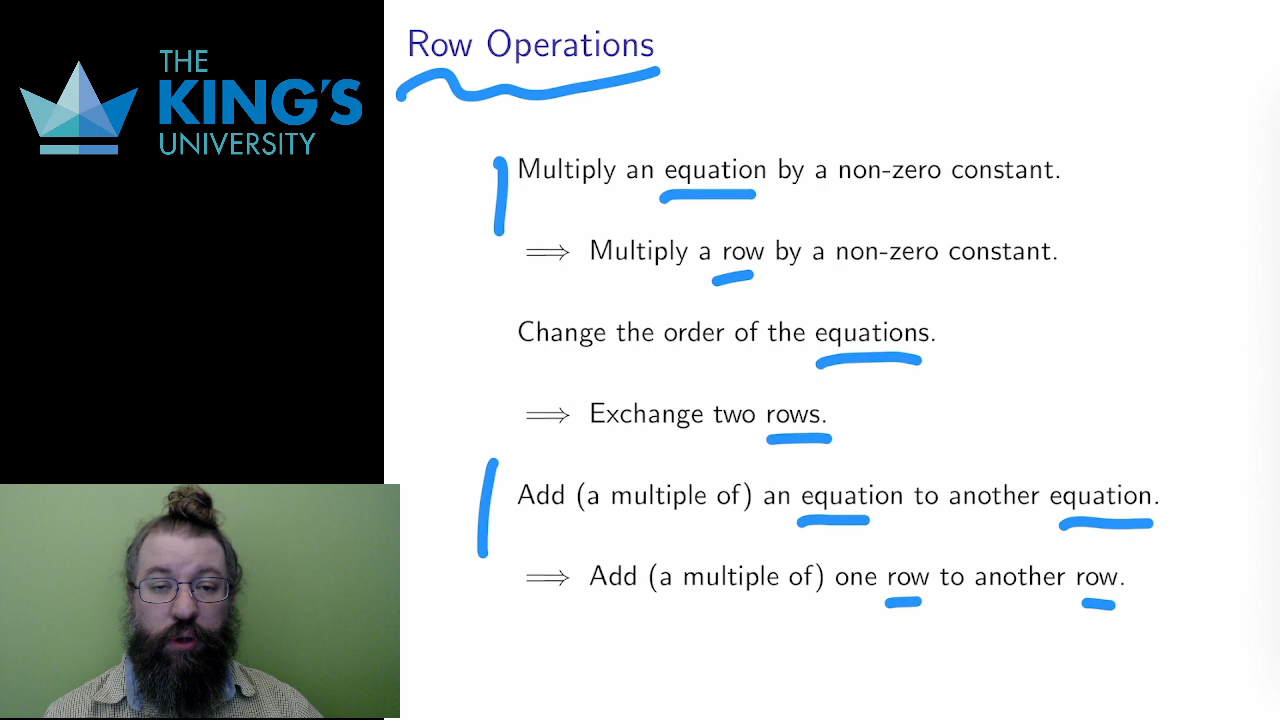 THE
KING'S
UNIVERSITY
Row Operations
Multiply an equation by a non-zero constant.
⟹ Multiply a row by a non-zero constant.
Change the order of the equations.
⟹ Exchange two rows.
Add (a multiple of) an equation to another equation.
⟹ Add (a multiple of) one row to another row.